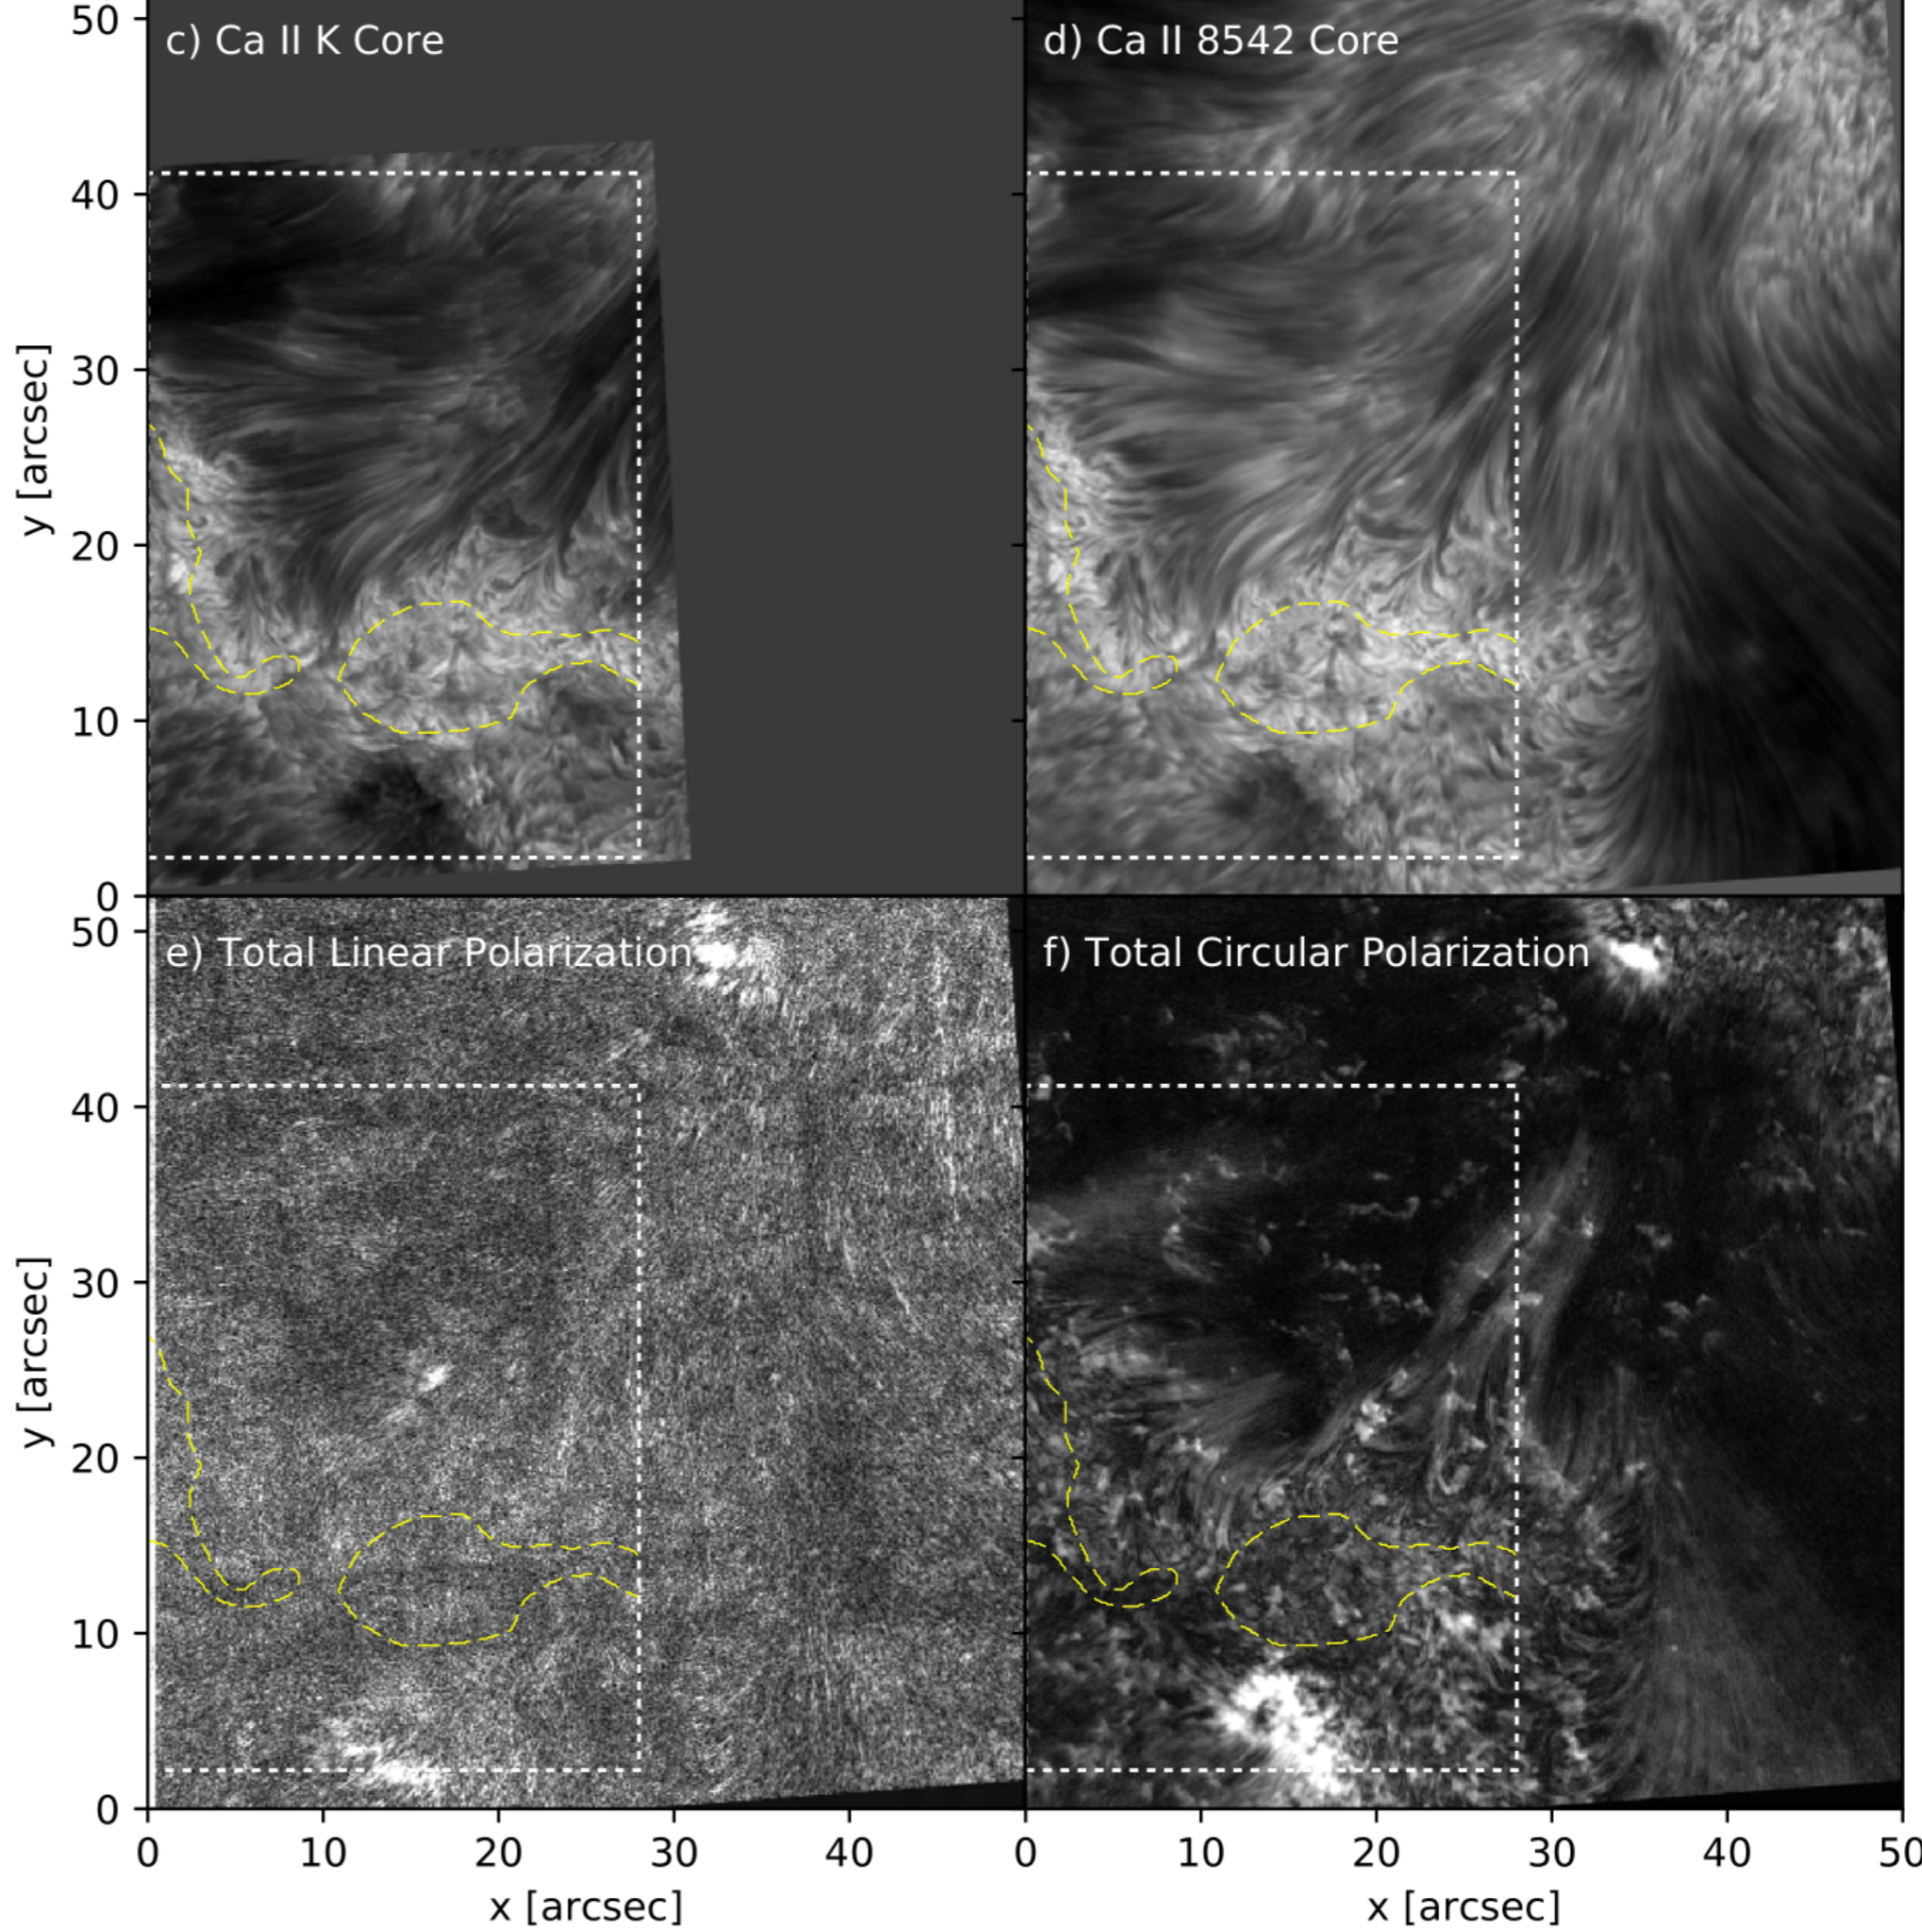 c) Ca II K Core
d) Ca II 8542 Core
50
40
30
20
10
0
y [arcsec]
e) Total Linear Polarization
f) Total Circular Polarization
50
40
30
20
10
0
y [arcsec]
0 10 20 30 40 0 10 20 30 40 50
x [arcsec] x [arcsec]